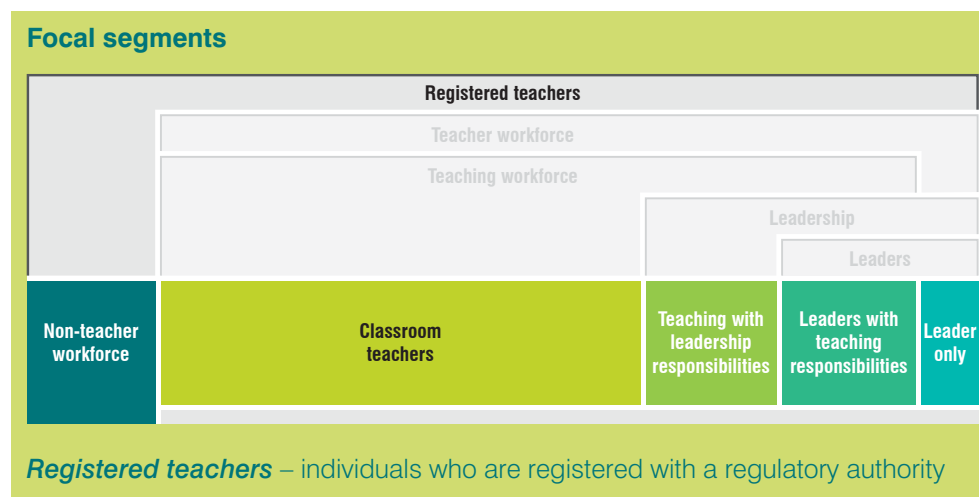 Focal segments
Registered teachers
Teacher workforce
Teaching workforce
Leadership
Leaders
Non-teacher
workforce
Classroom
teachers
Teaching with
leadership
responsibilities
Leaders with
teaching
responsibilities
Leader
only
Registered teachers – individuals who are registered with a regulatory authority